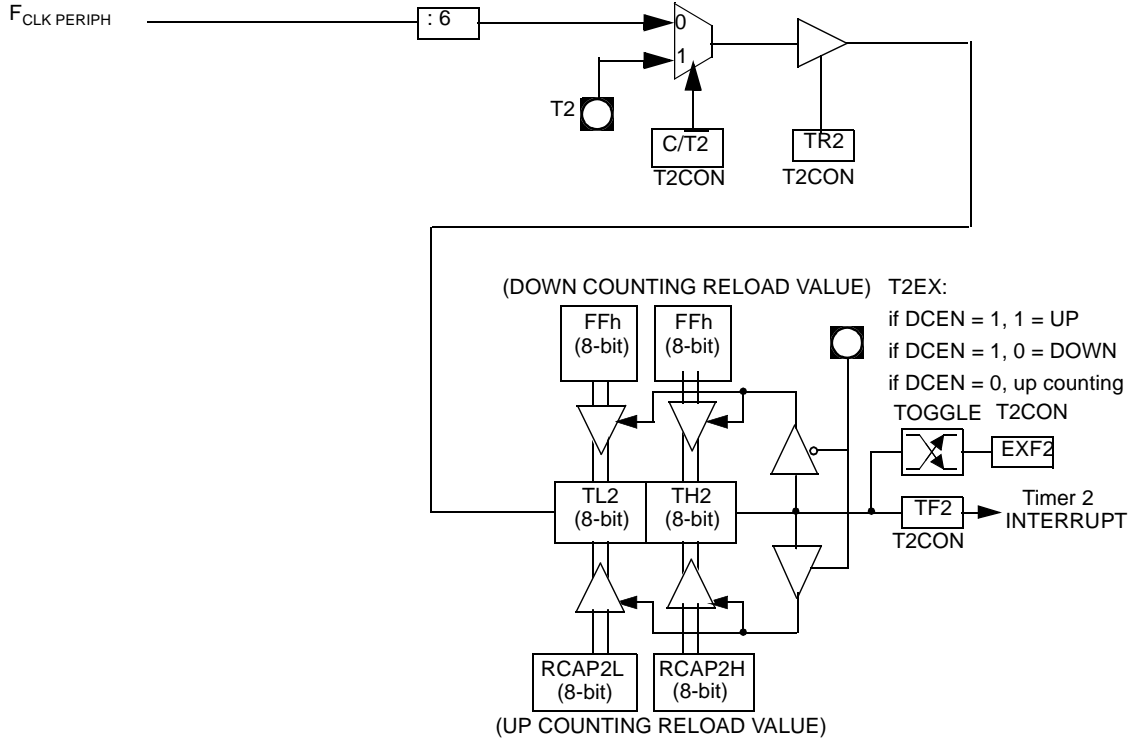 FCLK PERIPH
: 6
0
1
T2
C/T2
TR2
T2CON
T2CON
(DOWN COUNTING RELOAD VALUE)
T2EX:
if DCEN = 1, 1 = UP
if DCEN = 1, 0 = DOWN
if DCEN = 0, up counting
FFh
(8-bit)
FFh
(8-bit)
TOGGLE
T2CON
EXF2
TL2
(8-bit)
TH2
(8-bit)
TF2
T2CON
Timer 2
INTERRUPT
RCAP2L
(8-bit)
RCAP2H
(8-bit)
(UP COUNTING RELOAD VALUE)